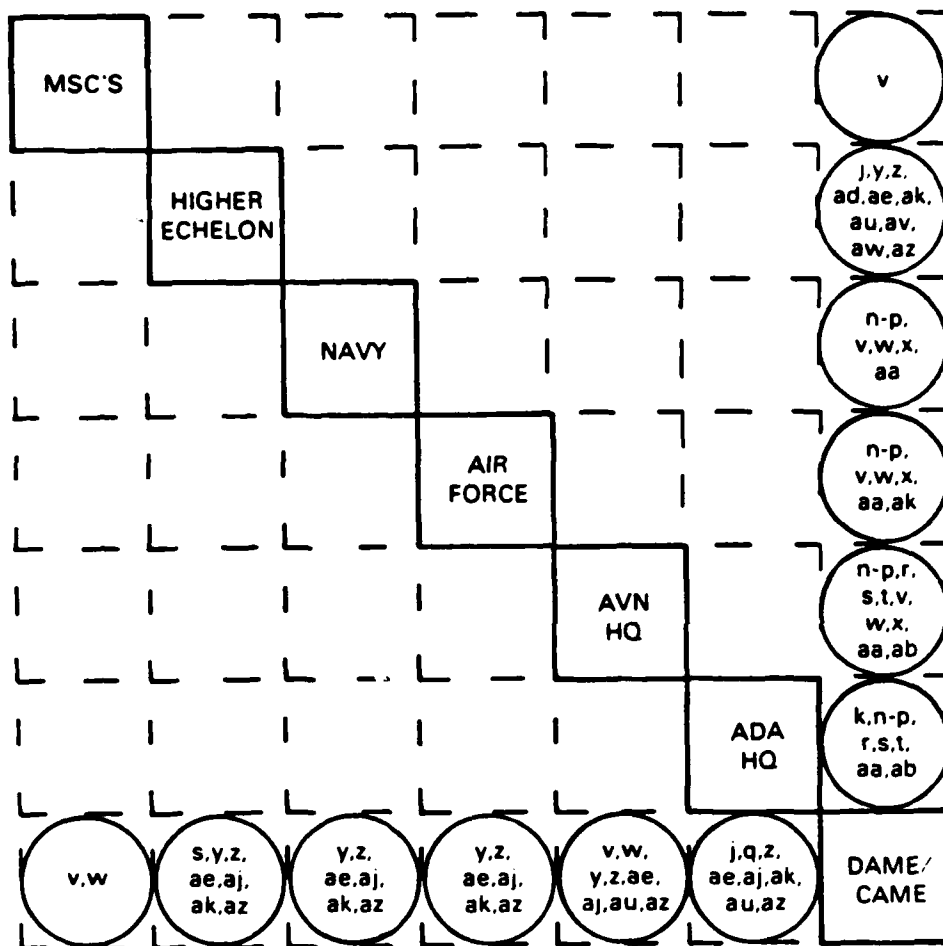 MSC'S
v
HIGHER
ECHELON
j,y,z,
ad,ae,ak,
au,av,
aw,az
NAVY
n-p,
v,w,x,
aa
AIR
FORCE
n-p,
v,w,x,
aa,ak
AVN
HQ
n-p,r,
s,t,v,
w,x,
aa,ab
ADA
HQ
k,n-p,
r,s,t,
aa,ab
v,w
s,y,z,
ae,aj,
ak,az
y,z,
ae,aj,
ak,az
y,z,
ae,aj,
ak,az
v,w,
y,z,ae,
aj,au,az
j,q,z,
ae,aj,ak,
au,az
DAME/
CAME